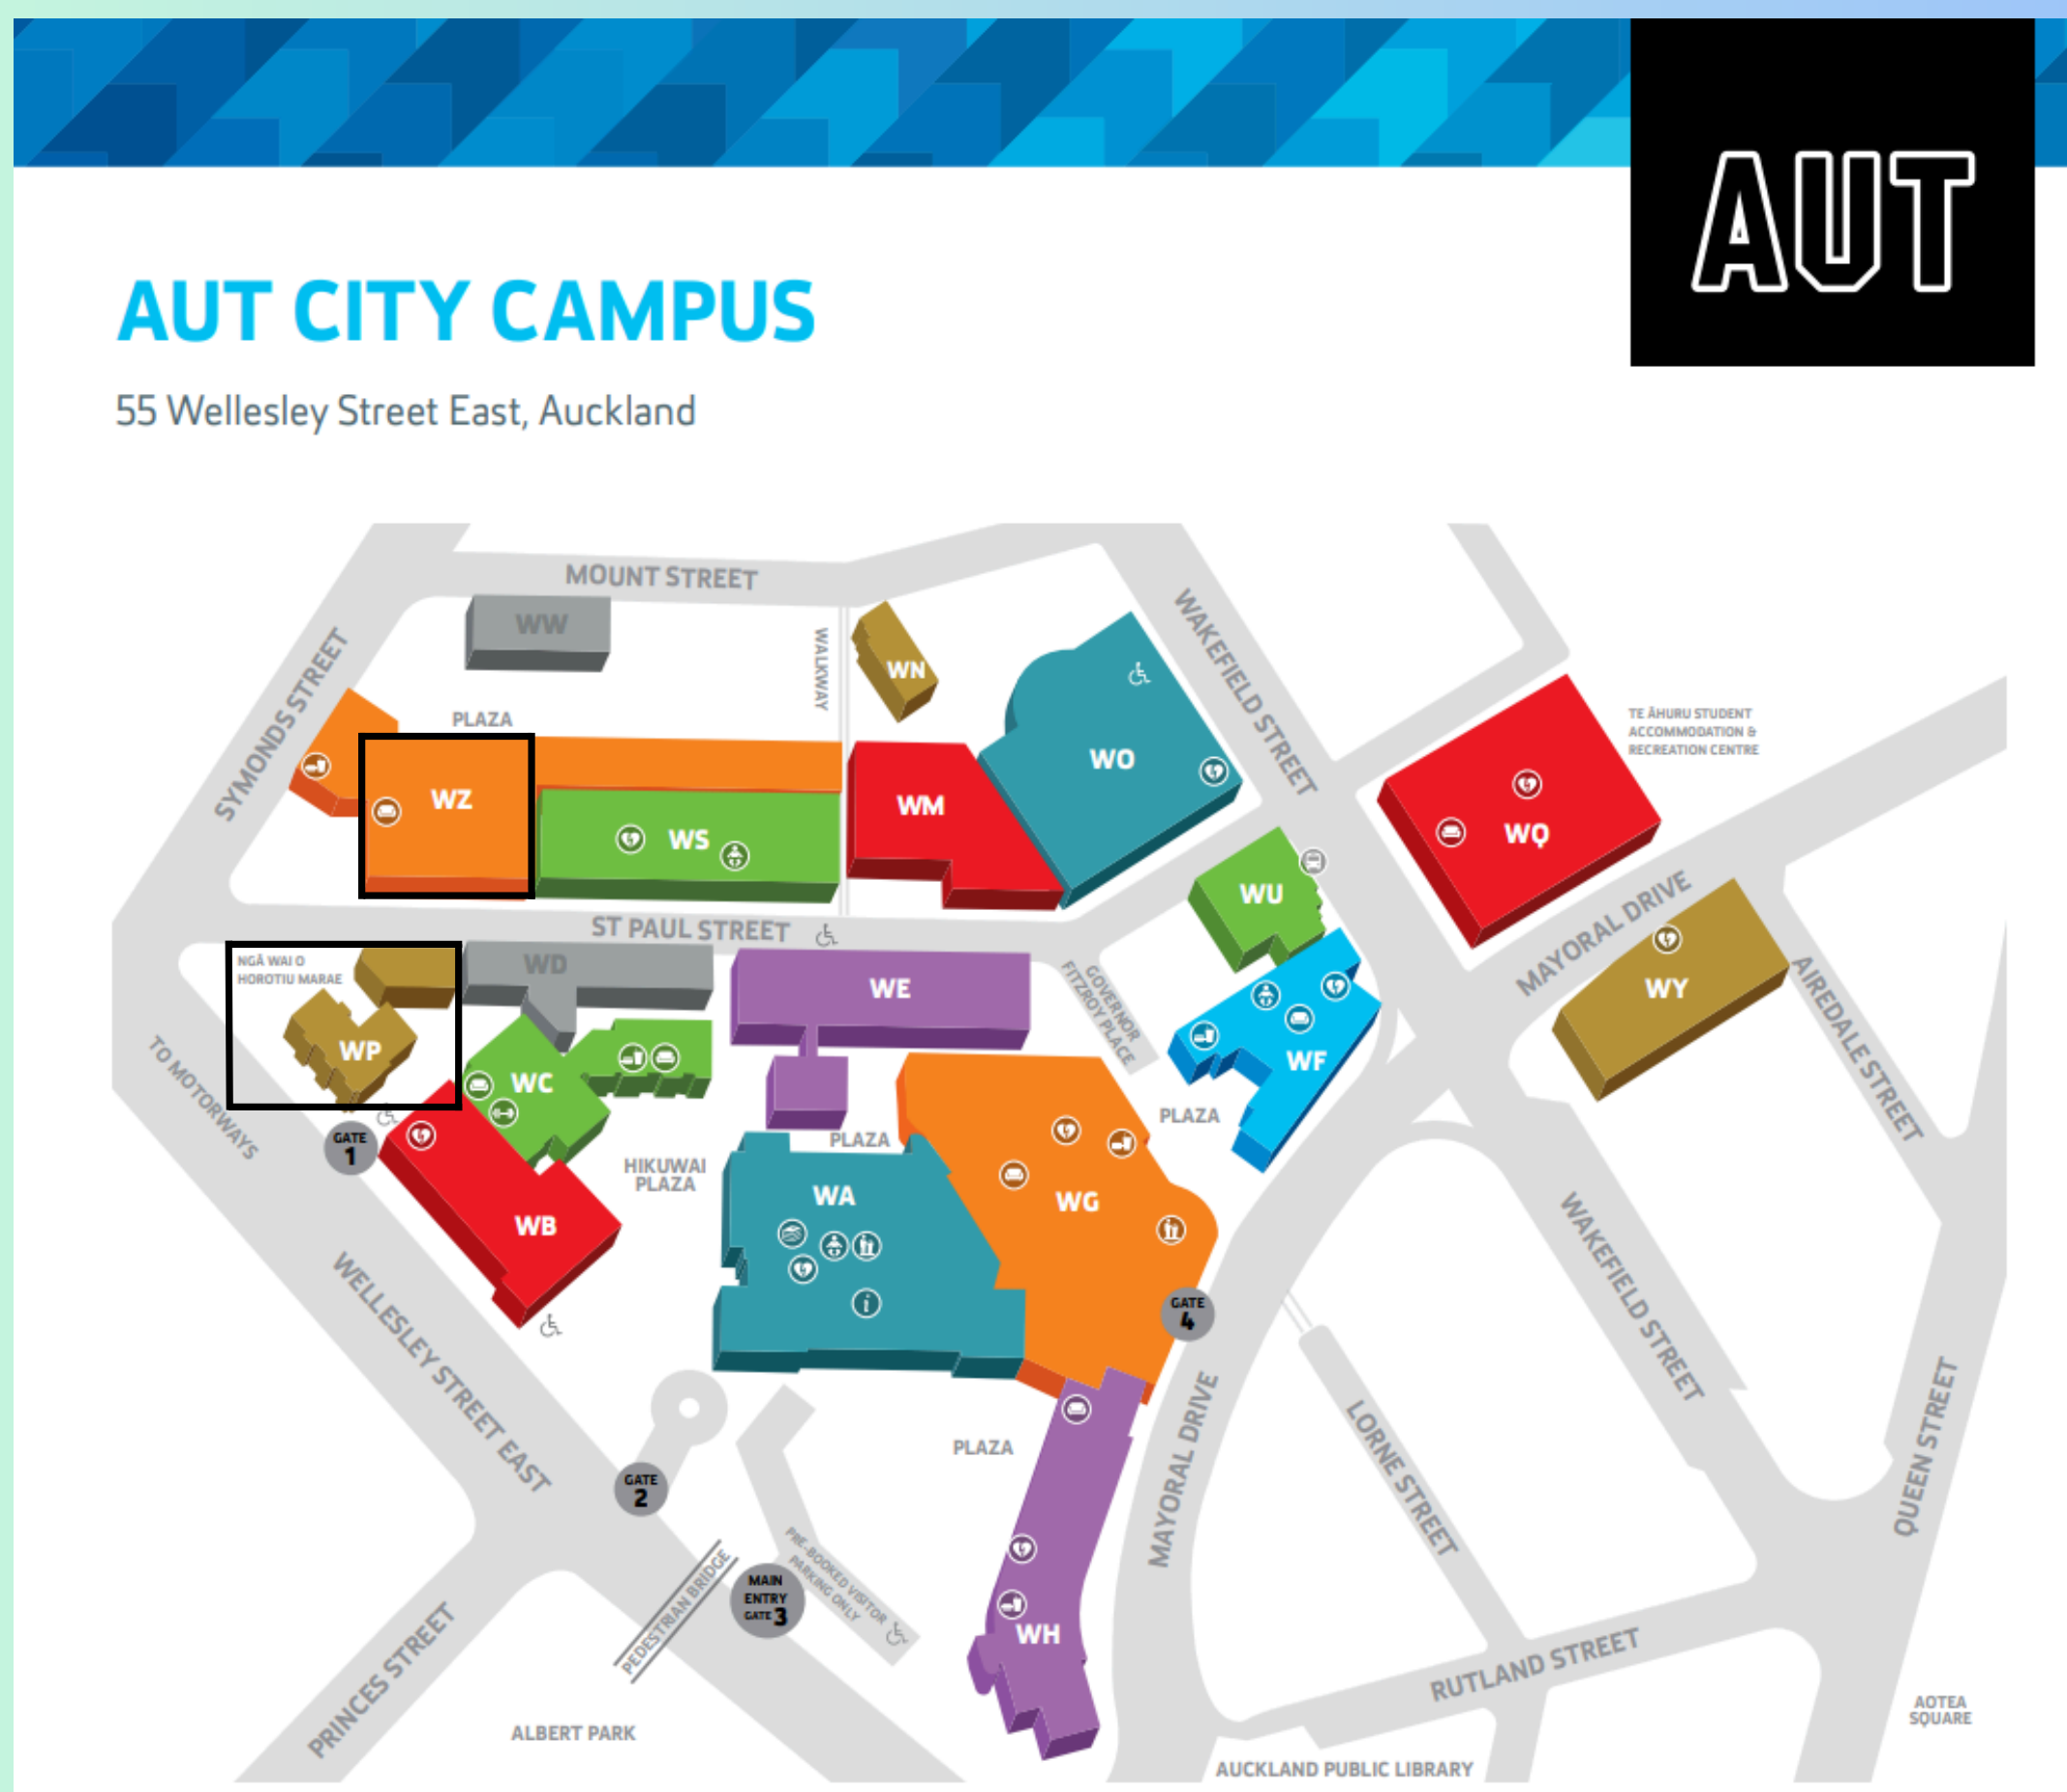 AUT
AUT CITY CAMPUS
55 Wellesley Street East, Auckland
MOUNT STREET
WW
WALKWAY
WN
WAKEFIELD STREET
SYMONDS STREET
PLAZA
TE ĀHURU STUDENT
ACCOMMODATION &
RECREATION CENTRE
WO
WZ
WS
WM
WQ
WU
ST PAUL STREET
MAYORAL DRIVE
NGĀ WAI O
HOROTIU MARAE
WD
WE
GOVERNOR
FITZROY PLACE
WY
AIREDALE STREET
WP
WC
WF
TO MOTORWAYS
GATE
1
PLAZA
PLAZA
HIKUWAI
PLAZA
WA
WG
WB
WAKEFIELD STREET
i
GATE
4
WELLESLEY STREET EAST
MAYORAL DRIVE
LORNE STREET
QUEEN STREET
PLAZA
GATE
2
PEDESTRIAN BRIDGE
MAIN
ENTRY
GATE 3
PRE-BOOKED VISITOR
PARKING ONLY
WH
PRINCES STREET
RUTLAND STREET
ALBERT PARK
AOTEA
SQUARE
AUCKLAND PUBLIC LIBRARY